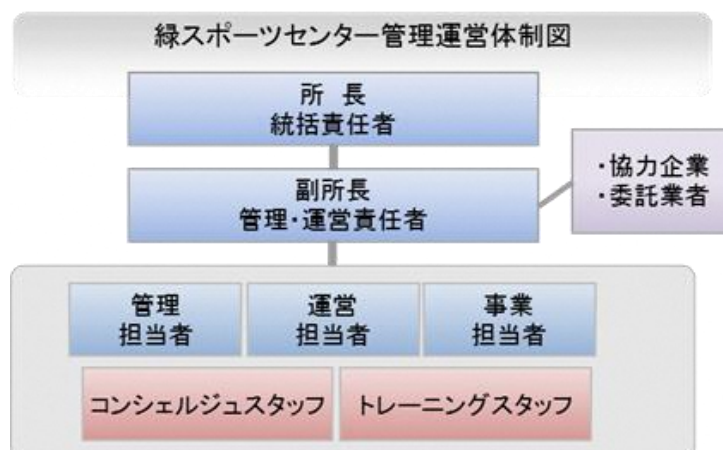 緑スポーツセンター管理運営体制図
所 長
統括責任者
副所長
管理・運営責任者
・協力企業
・委託業者
管理
担当者
運営
担当者
事業
担当者
コンシェルジュスタッフ
トレーニングスタッフ